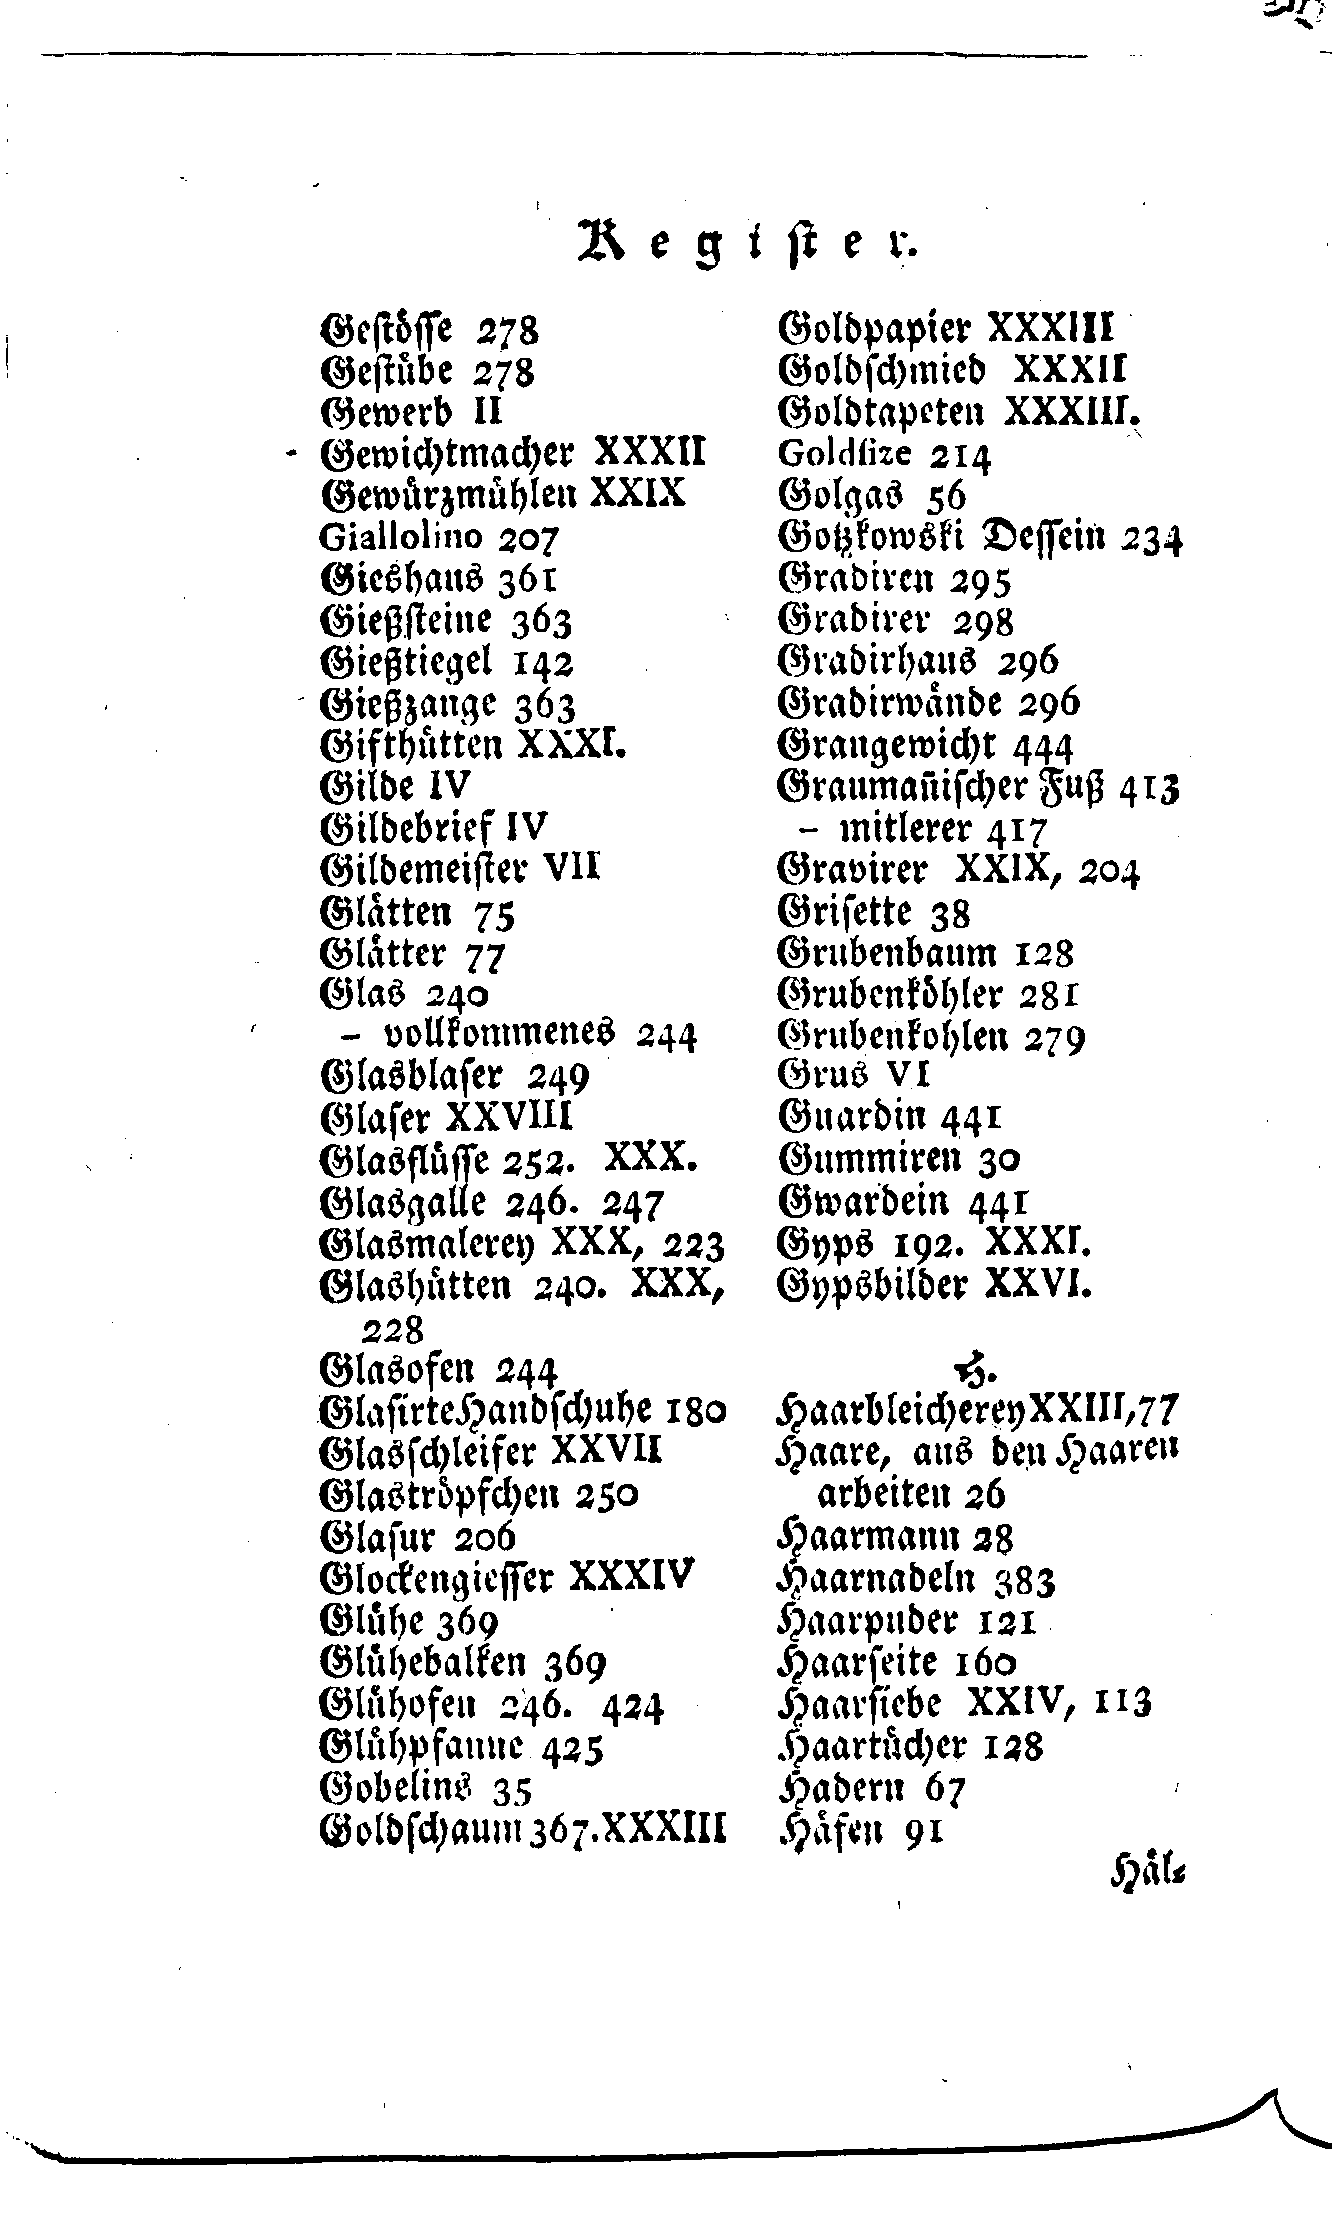 Register.
Gestösse 278
Gestübe 278
Gewerb II
Gewichtmacher XXXII
Gewürzmühlen XXIX
Giallolino 207
Gieshaus 361
Gießsteine 363
Gießtiegel 142
Gießzange 363
Gifthütten XXXI.
Gilde IV
Gildebrief IV
Gildemeister VII
Glätten 75
Glätter 77
Glas 240
– vollkommenes 244
Glasblaser 249
Glaser XXVIII
Glasflüsse 252. XXX.
Glasgalle 246. 247
Glasmalerey XXX, 223
Glashütten 240. XXX,
228
Glasofen 244
Glasirte Handschuhe 180
Glasschleifer XXVII
Glaströpfchen 250
Glasur 206
Glockengiesser XXXIV
Glühe 369
Glühebalken 369
Glühofen 246. 424
Glühpfanne 425
Gobelins 35
Goldschaum 367. XXXIII
Goldpapier XXXIII
Goldschmied XXXII
Goldtapeten XXXIII.
Goldsize 214
Golgas 56
Gotzkowski Dessein 234
Gradiren 295
Gradirer 298
Gradirhaus 296
Gradirwände 296
Grangewicht 444
Grauman̄ischer Fuß 413
– mitlerer 417
Gravirer XXIX, 204
Grisette 38
Grubenbaum 128
Grubenköhler 281
Grubenkohlen 279
Grus VI
Guardin 441
Gummiren 30
Gwardein 441
Gyps 192. XXXI.
Gypsbilder XXVI.
H.
Haarbleicherey XXIII, 77
Haare, aus den Haaren
arbeiten 26
Haarmann 28
Haarnadeln 383
Haarpuder 121
Haarseite 160
Haarsiebe XXIV, 113
Haartücher 128
Hadern 67
Häfen 91
Häl⸗